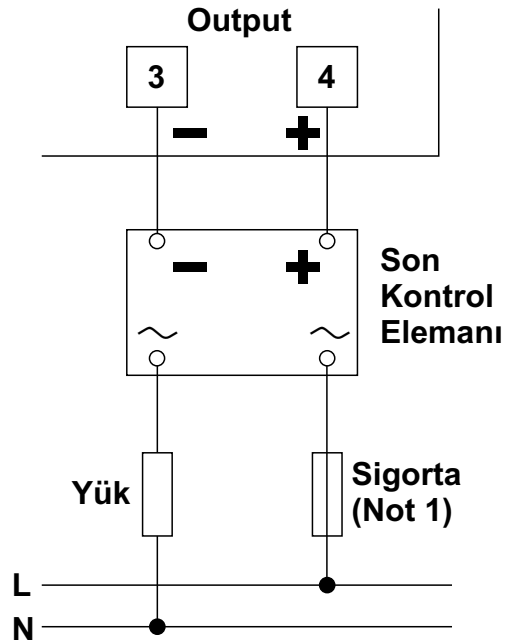 Output
3 4
− +
− +
Son
Kontrol
Elemanı
~ ~
Yük
Sigorta
(Not 1)
L
N